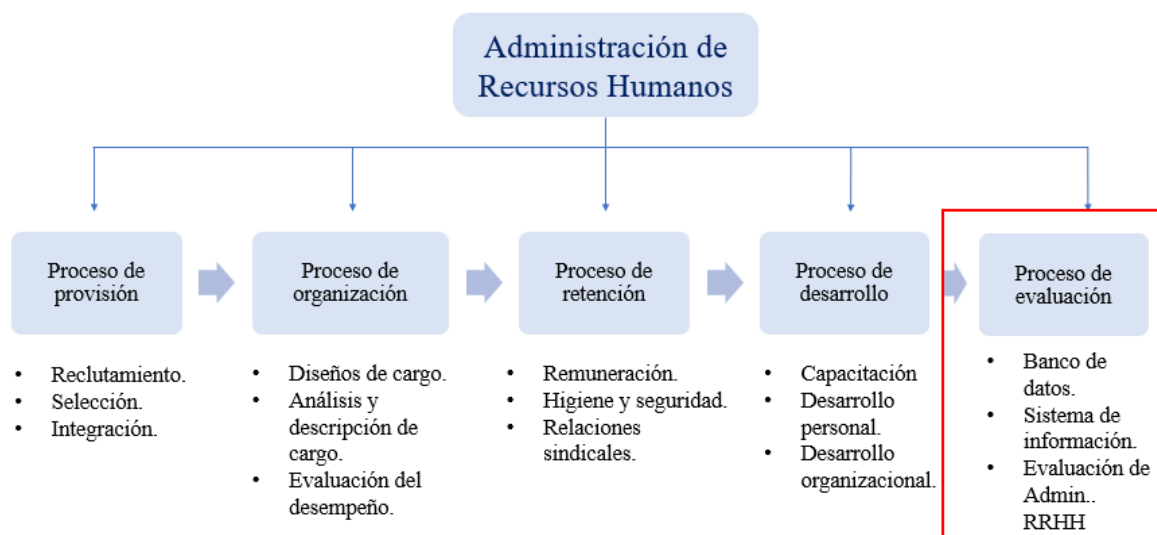 Administración de
Recursos Humanos
Proceso de
provisión
Proceso de
organización
Proceso de
retención
Proceso de
desarrollo
Proceso de
evaluación
• Reclutamiento.
• Selección.
• Integración.
• Diseños de cargo.
• Análisis y
descripción de
cargo.
• Evaluación del
desempeño.
• Remuneración.
• Higiene y seguridad.
• Relaciones
sindicales.
• Capacitación
• Desarrollo
personal.
• Desarrollo
organizacional.
• Banco de
datos.
• Sistema de
información.
• Evaluación de
Admin..
RRHH